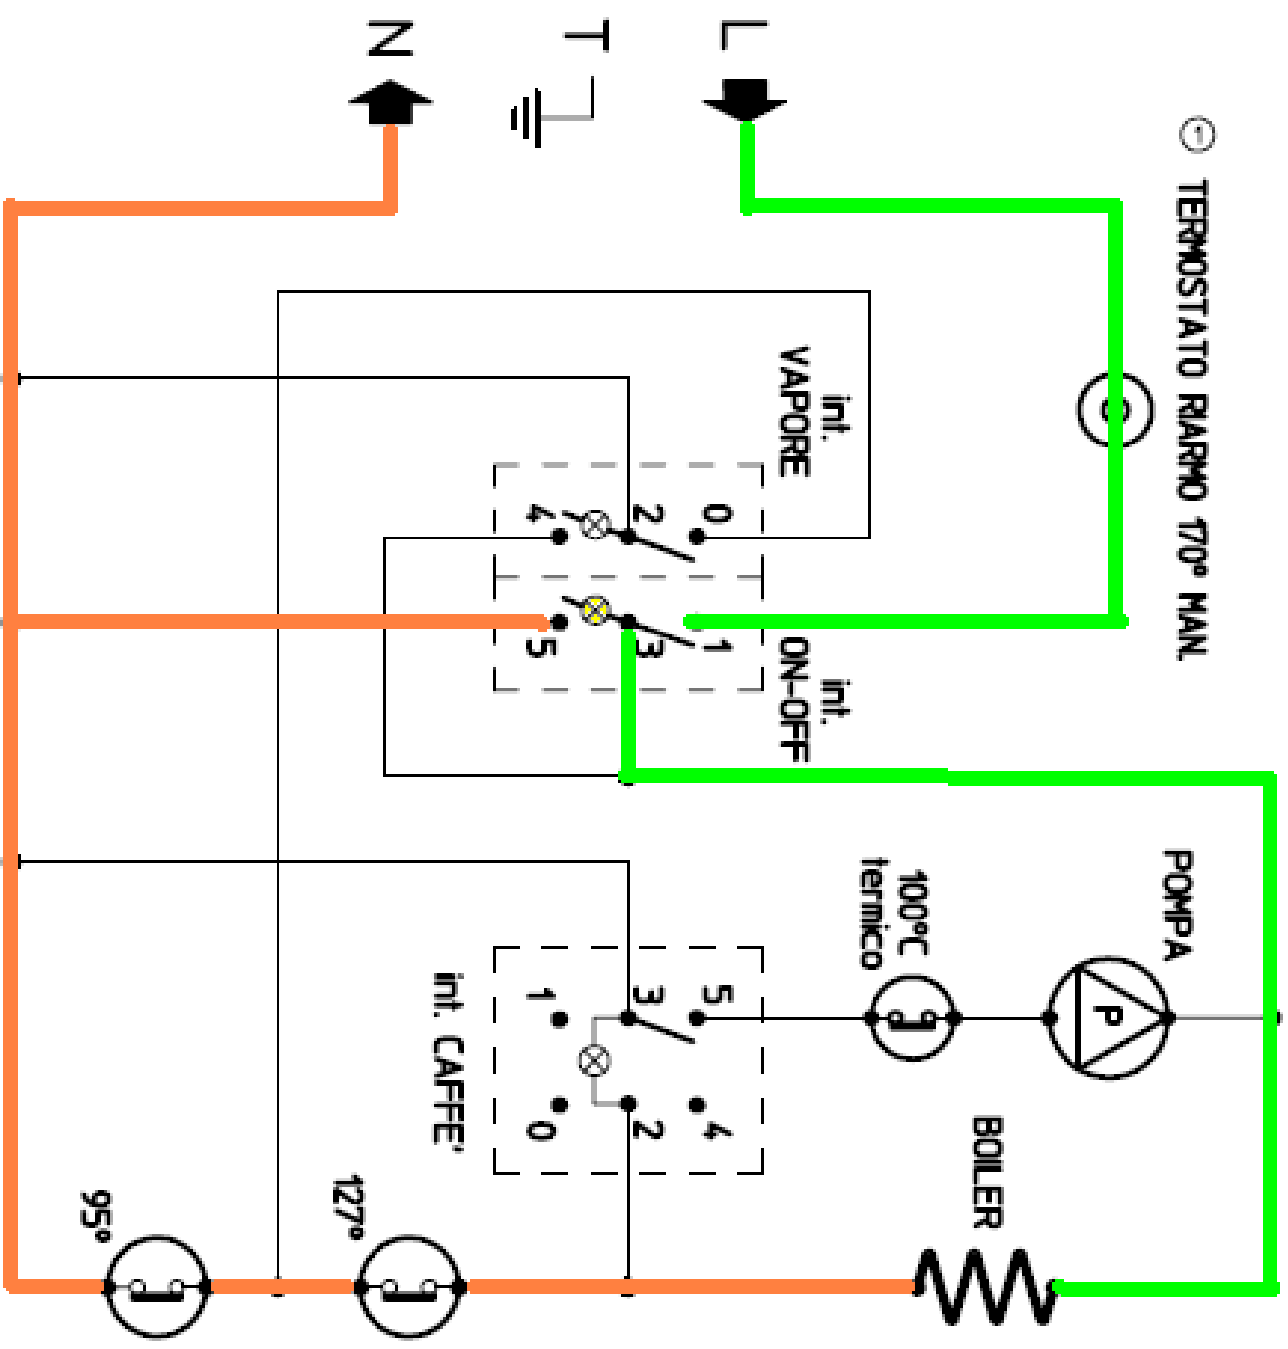 N
T
L
① TERMOSTATO RIARMO 170° MAN.
int.
VAPORE
4 2 0
5 3 1
int.
ON-OFF
POMPA
100°C
termico
P
int. CAFFE'
1 3 5
0 2 4
BOILER
95°
127°